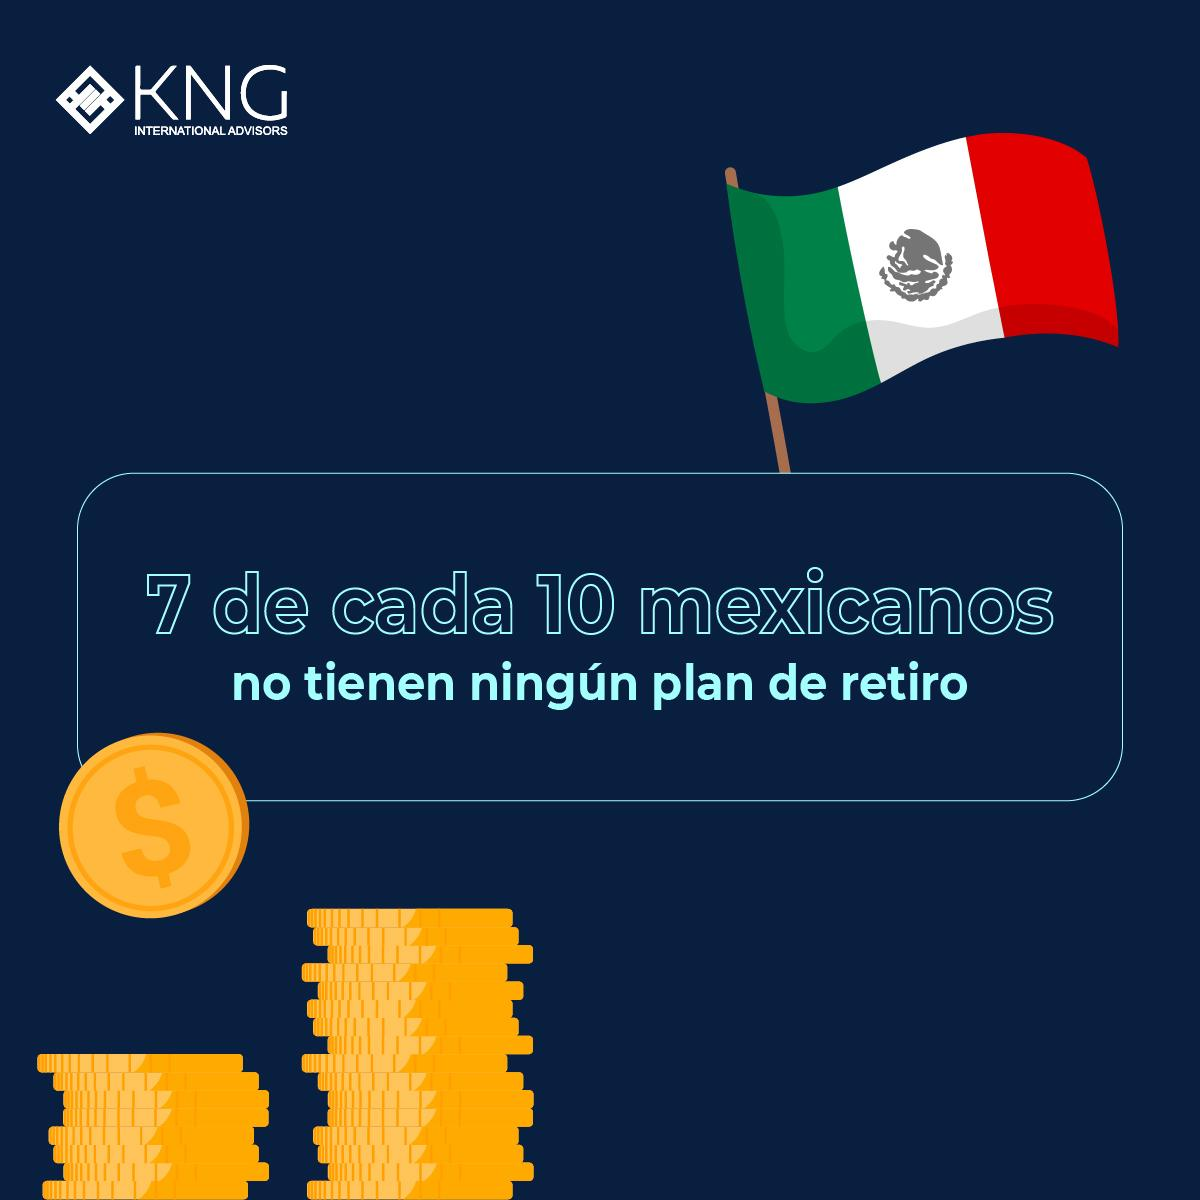 KNG
INTERNATIONAL ADVISORS
7 de cada 10 mexicanos
no tienen ningún plan de retiro
$